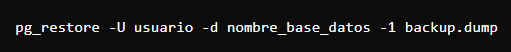 pg_restore -U usuario -d nombre_base_datos -1 backup.dump